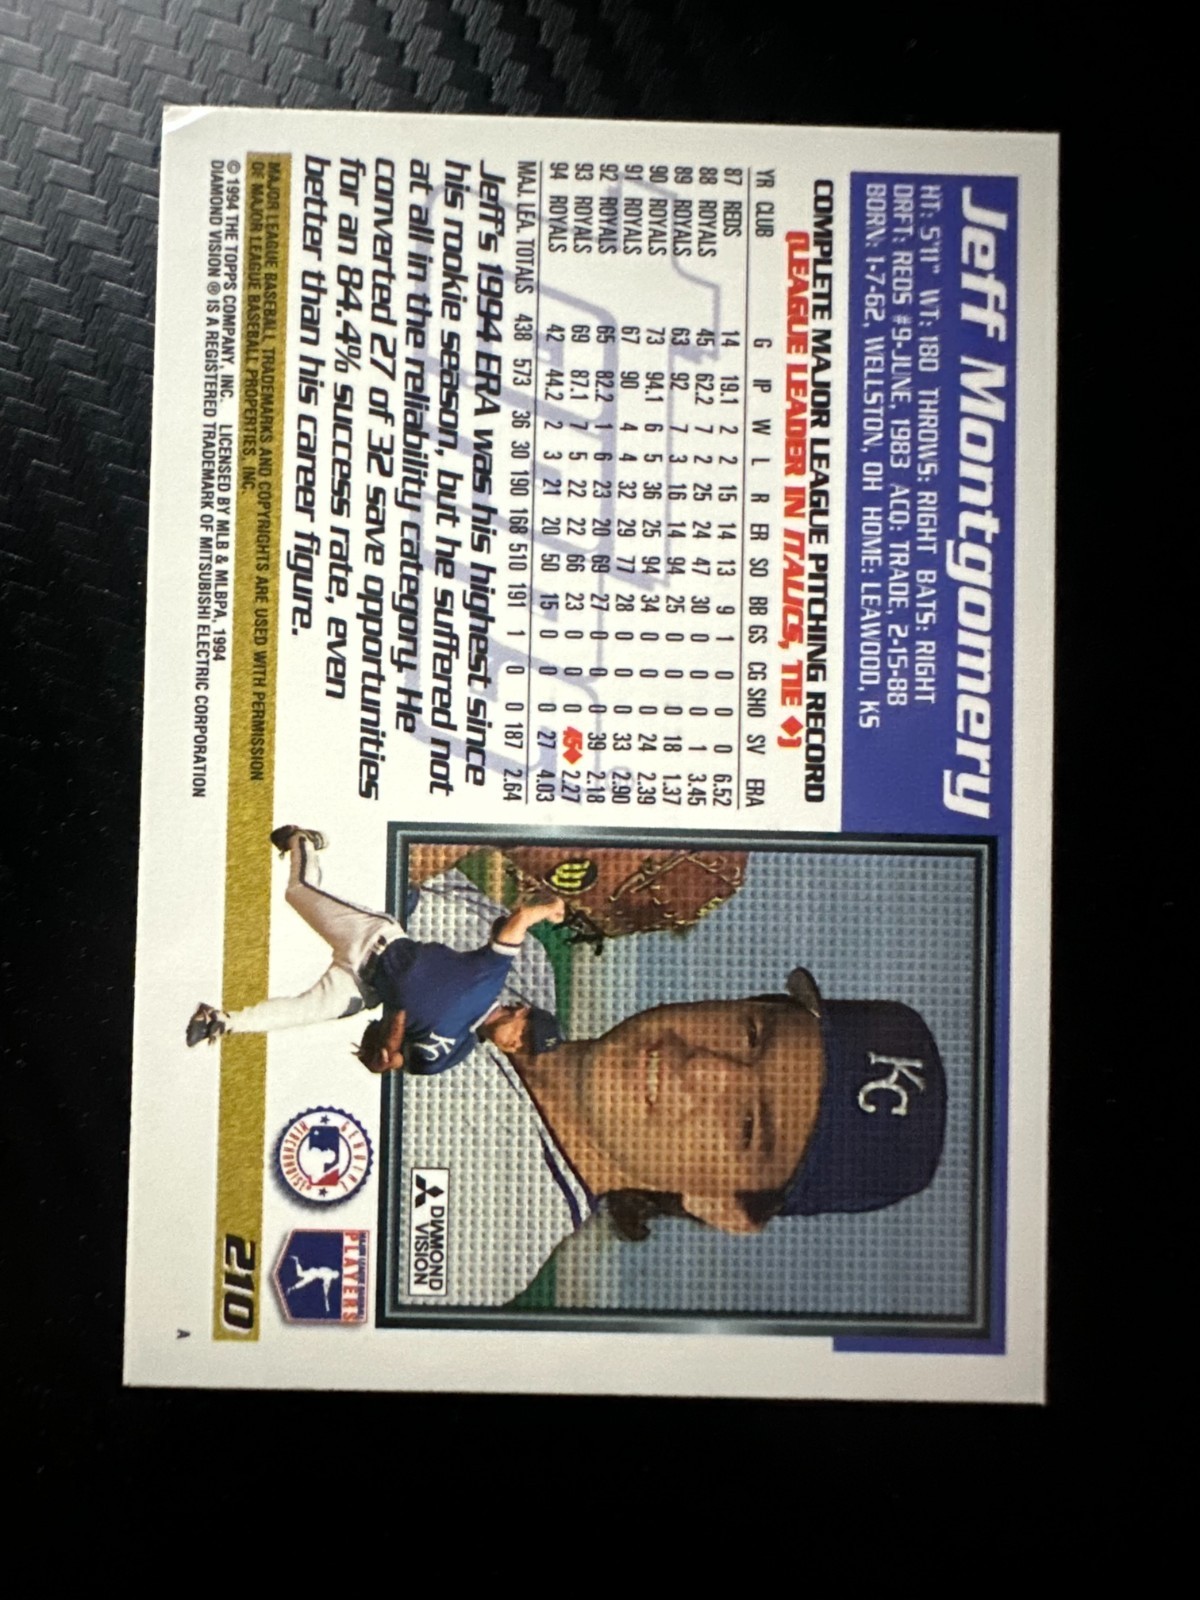 Jeff Montgomery
HT: 5'11" WT: 180 THROWS: RIGHT BATS: RIGHT
DRFT: REDS #9-JUNE, 1983 ACQ: TRADE, 2-15-88
BORN: 1-7-62, WELLSTON, OH HOME: LEAWOOD, KS
COMPLETE MAJOR LEAGUE PITCHING RECORD
(LEAGUE LEADER IN ITALICS, TIE ◆)
YR CLUB G IP W L R ER SO BB GS CG SHO SV ERA
87 REDS 14 19.1 2 2 15 14 13 9 1 0 0 0 6.52
88 ROYALS 45 62.2 7 2 25 24 47 30 0 0 0 1 3.45
89 ROYALS 63 92 7 3 16 14 94 25 0 0 0 18 1.37
90 ROYALS 73 94.1 6 5 36 25 94 34 0 0 0 24 2.39
91 ROYALS 67 90 4 4 32 29 77 28 0 0 0 33 2.90
92 ROYALS 65 82.2 1 6 23 20 69 27 0 0 0 39 2.18
93 ROYALS 69 87.1 7 5 22 22 66 23 0 0 0 45◆ 2.27
94 ROYALS 42 44.2 2 3 21 20 50 15 0 0 0 27 4.03
MAJ. LEA. TOTALS 438 573 36 30 190 168 510 191 1 0 0 187 2.64
Jeff's 1994 ERA was his highest since
his rookie season, but he suffered not
at all in the reliability category. He
converted 27 of 32 save opportunities
for an 84.4% success rate, even
better than his career figure.
MAJOR LEAGUE BASEBALL TRADEMARKS AND COPYRIGHTS ARE USED WITH PERMISSION
OF MAJOR LEAGUE BASEBALL PROPERTIES, INC.
© 1994 THE TOPPS COMPANY, INC. LICENSED BY MLB & MLBPA, 1994
DIAMOND VISION ® IS A REGISTERED TRADEMARK OF MITSUBISHI ELECTRIC CORPORATION
KC
W
KC
DIAMOND
VISION
GENUINE
MERCHANDISE
MAJOR LEAGUE BASEBALL
PLAYERS
210
A